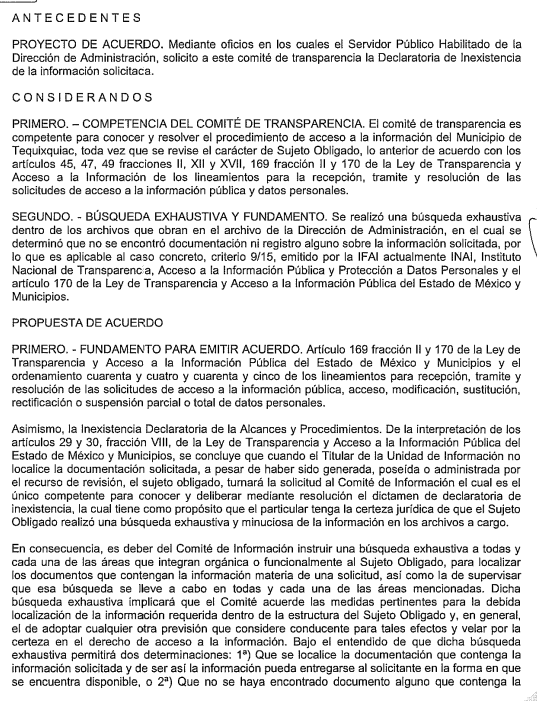 ANTECEDENTES
PROYECTO DE ACUERDO. Mediante oficios en los cuales el Servidor Público Habilitado de la
Dirección de Administración, solicito a este comité de transparencia la Declaratoria de Inexistencia
de la información solicitaca.
CONSIDERANDOS
PRIMERO. – COMPETENCIA DEL COMITÉ DE TRANSPARENCIA. El comité de transparencia es
competente para conocer y resolver el procedimiento de acceso a la información del Municipio de
Tequixquiac, toda vez que se revise el carácter de Sujeto Obligado, lo anterior de acuerdo con los
artículos 45, 47, 49 fracciones II, XII y XVII, 169 fracción II y 170 de la Ley de Transparencia y
Acceso a la Información de los lineamientos para la recepción, tramite y resolución de las
solicitudes de acceso a la información pública y datos personales.
SEGUNDO. - BÚSQUEDA EXHAUSTIVA Y FUNDAMENTO. Se realizó una búsqueda exhaustiva
dentro de los archivos que obran en el archivo de la Dirección de Administración, en el cual se
determinó que no se encontró documentación ni registro alguno sobre la información solicitada, por
lo que es aplicable al caso concreto, criterio 9/15, emitido por la IFAI actualmente INAI, Instituto
Nacional de Transparencia, Acceso a la Información Pública y Protección a Datos Personales y el
artículo 170 de la Ley de Transparencia y Acceso a la Información Pública del Estado de México y
Municipios.
PROPUESTA DE ACUERDO
PRIMERO. - FUNDAMENTO PARA EMITIR ACUERDO. Artículo 169 fracción II y 170 de la Ley de
Transparencia y Acceso a la Información Pública del Estado de México y Municipios y el
ordenamiento cuarenta y cuatro y cuarenta y cinco de los lineamientos para recepción, tramite y
resolución de las solicitudes de acceso a la información pública, acceso, modificación, sustitución,
rectificación o suspensión parcial o total de datos personales.
Asimismo, la Inexistencia Declaratoria de la Alcances y Procedimientos. De la interpretación de los
artículos 29 y 30, fracción VIII, de la Ley de Transparencia y Acceso a la Información Pública del
Estado de México y Municipios, se concluye que cuando el Titular de la Unidad de Información no
localice la documentación solicitada, a pesar de haber sido generada, poseída o administrada por
el recurso de revisión, el sujeto obligado, turnará la solicitud al Comité de Información el cual es el
único competente para conocer y deliberar mediante resolución el dictamen de declaratoria de
inexistencia, la cual tiene como propósito que el particular tenga la certeza jurídica de que el Sujeto
Obligado realizó una búsqueda exhaustiva y minuciosa de la información en los archivos a cargo.
En consecuencia, es deber del Comité de Información instruir una búsqueda exhaustiva a todas y
cada una de las áreas que integran orgánica o funcionalmente al Sujeto Obligado, para localizar
los documentos que contengan la información materia de una solicitud, así como la de supervisar
que esa búsqueda se lleve a cabo en todas y cada una de las áreas mencionadas. Dicha
búsqueda exhaustiva implicará que el Comité acuerde las medidas pertinentes para la debida
localización de la información requerida dentro de la estructura del Sujeto Obligado y, en general,
el de adoptar cualquier otra previsión que considere conducente para tales efectos y velar por la
certeza en el derecho de acceso a la información. Bajo el entendido de que dicha búsqueda
exhaustiva permitirá dos determinaciones: 1ª) Que se localice la documentación que contenga la
información solicitada y de ser así la información pueda entregarse al solicitante en la forma en que
se encuentra disponible, o 2ª) Que no se haya encontrado documento alguno que contenga la